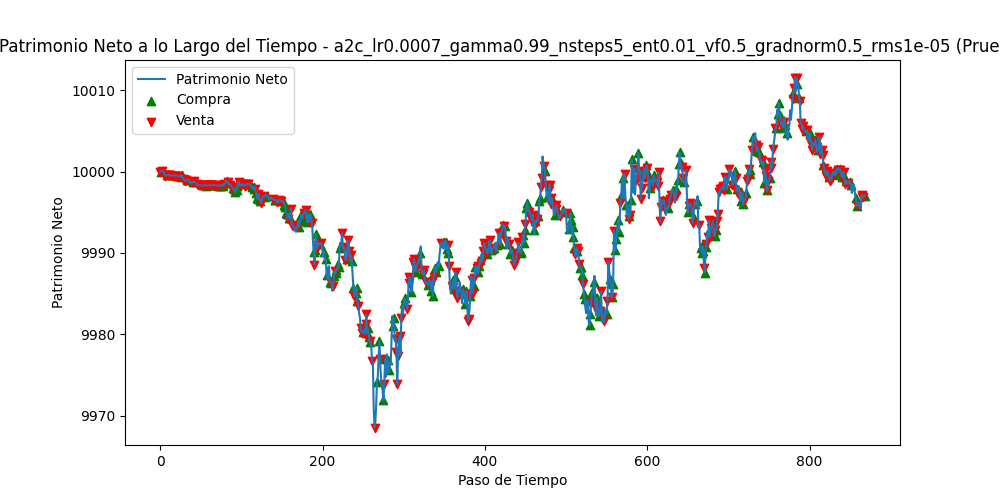 Patrimonio Neto a lo Largo del Tiempo - a2c_lr0.0007_gamma0.99_nsteps5_ent0.01_vf0.5_gradnorm0.5_rms1e-05 (Prue
Patrimonio Neto
Compra
Venta
10010
10000
9990
9980
9970
Patrimonio Neto
0 200 400 600 800
Paso de Tiempo